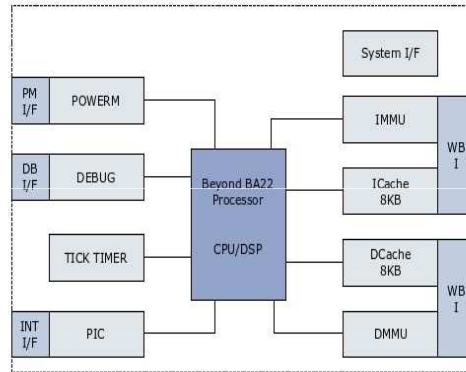 System I/F
PM
I/F
POWERM
IMMU
WB
I
DB
I/F
DEBUG
Beyond BA22
Processor
CPU/DSP
ICache
8KB
TICK TIMER
DCache
8KB
WB
I
INT
I/F
PIC
DMMU